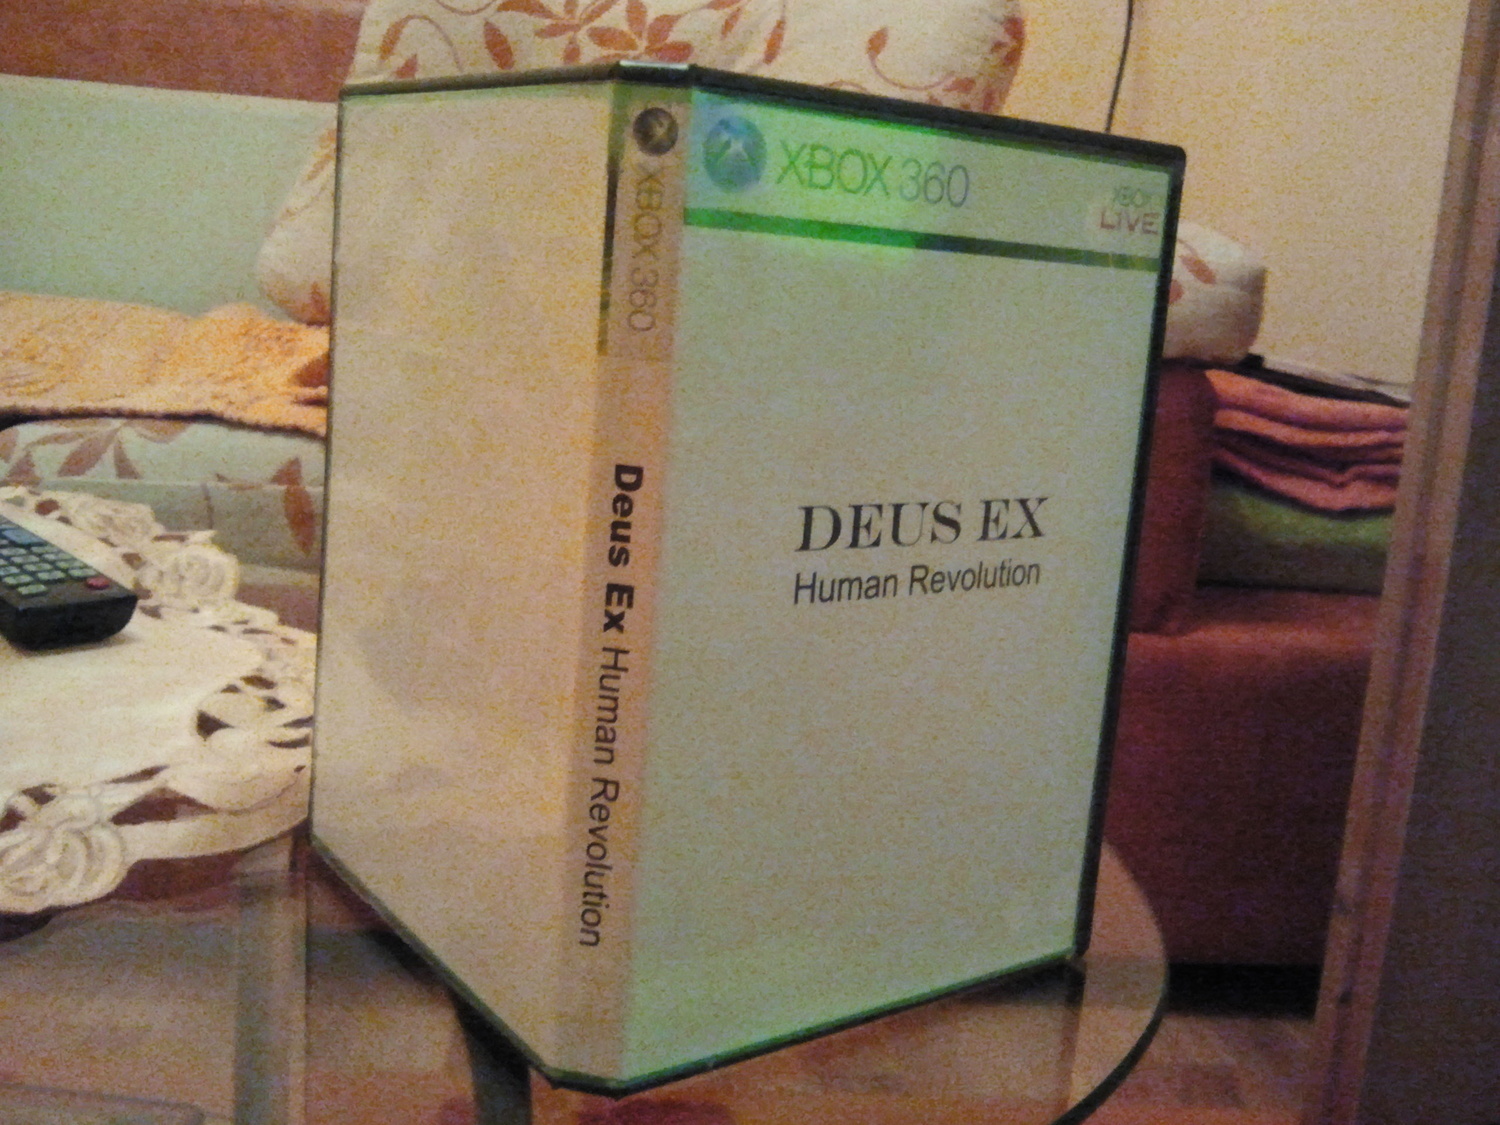 XBOX 360
Deus Ex Human Revolution
XBOX 360
XBOX
LIVE
DEUS EX
Human Revolution